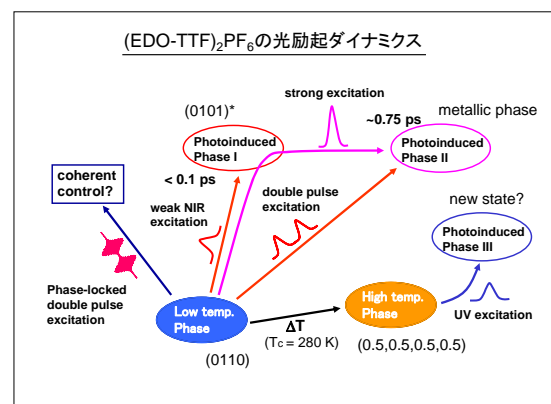 (EDO-TTF)₂PF₆の光励起ダイナミクス
strong excitation
(0101)*
~0.75 ps
metallic phase
Photoinduced
Phase I
Photoinduced
Phase II
coherent
control?
< 0.1 ps
double pulse
excitation
weak NIR
excitation
new state?
Photoinduced
Phase III
Phase-locked
double pulse
excitation
Low temp.
Phase
High temp.
Phase
ΔT
(Tc = 280 K)
UV excitation
(0110)
(0.5,0.5,0.5,0.5)